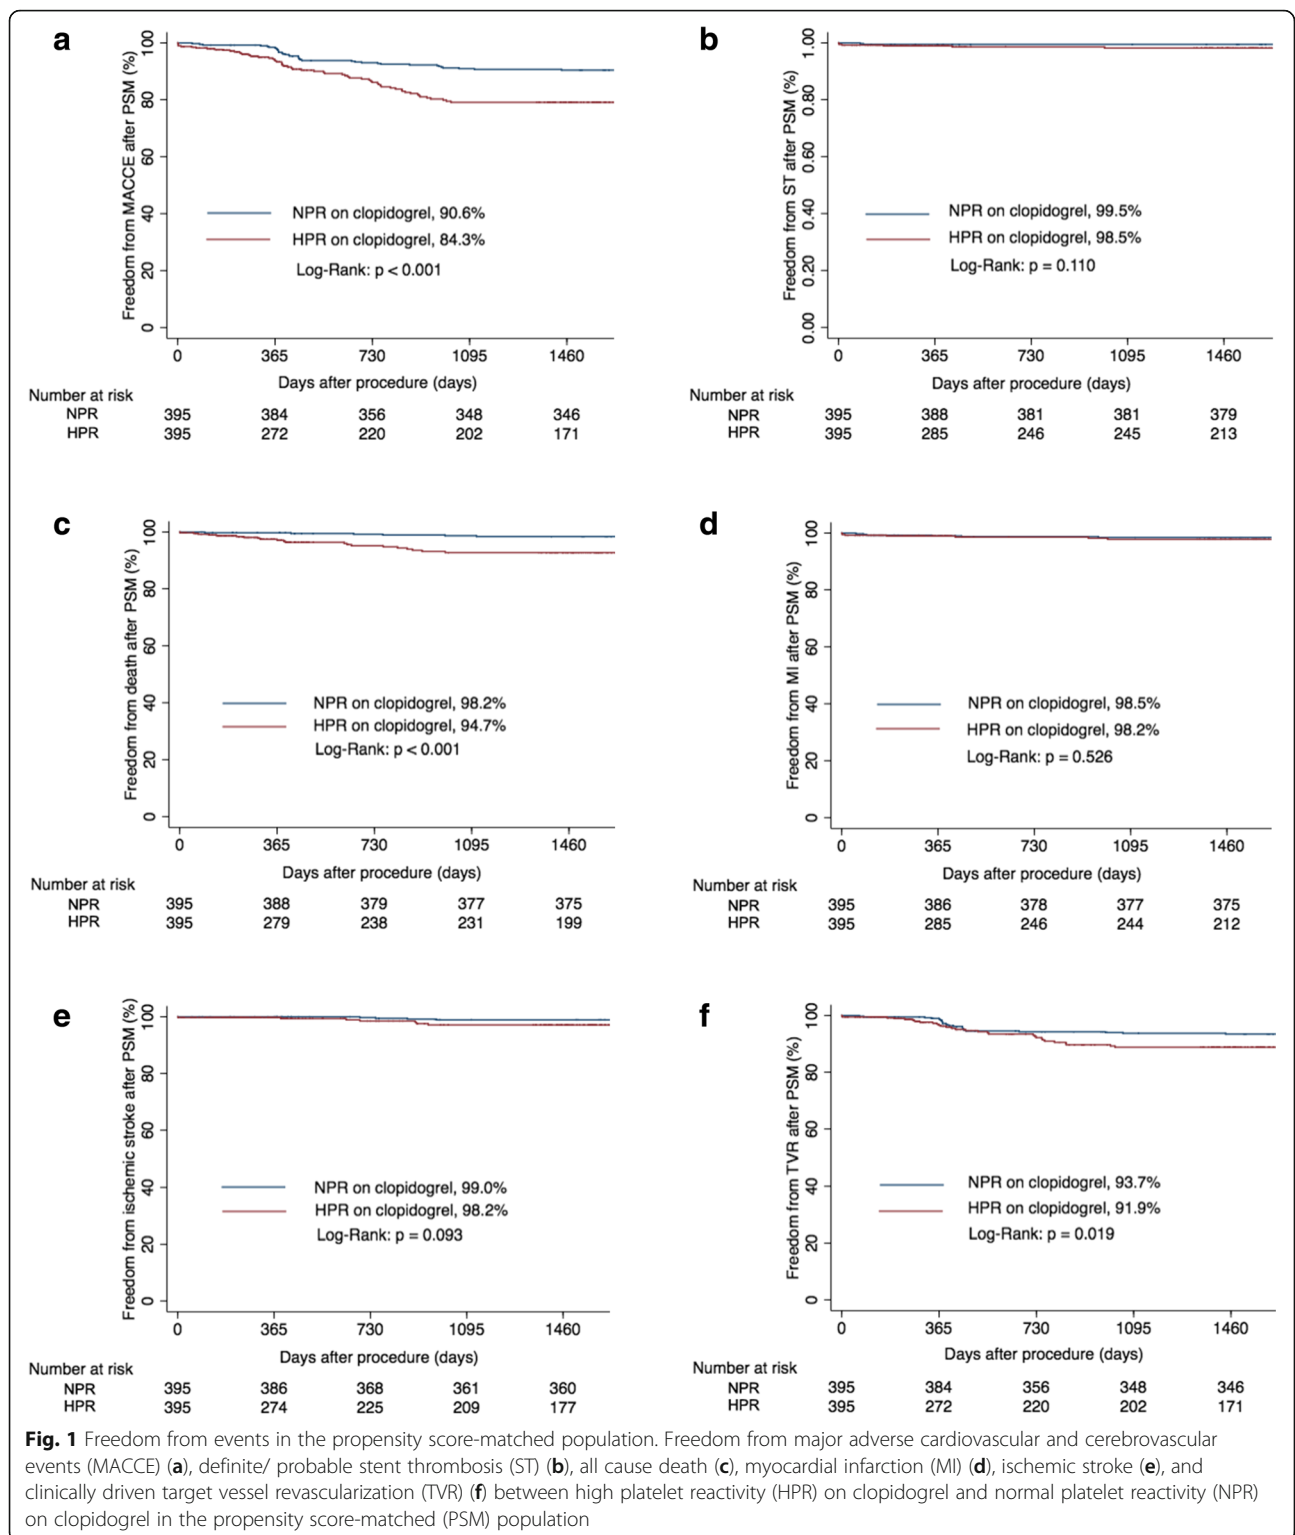 a
Freedom from MACCE after PSM (%)
100
80
60
40
20
0
NPR on clopidogrel, 90.6%
HPR on clopidogrel, 84.3%
Log-Rank: p < 0.001
0 365 730 1095 1460
Days after procedure (days)
Number at risk
NPR 395 384 356 348 346
HPR 395 272 220 202 171
b
Freedom from ST after PSM (%)
1.00
0.80
0.60
0.40
0.20
0.00
NPR on clopidogrel, 99.5%
HPR on clopidogrel, 98.5%
Log-Rank: p = 0.110
0 365 730 1095 1460
Days after procedure (days)
Number at risk
NPR 395 388 381 381 379
HPR 395 285 246 245 213
c
Freedom from death after PSM (%)
100
80
60
40
20
0
NPR on clopidogrel, 98.2%
HPR on clopidogrel, 94.7%
Log-Rank: p < 0.001
0 365 730 1095 1460
Days after procedure (days)
Number at risk
NPR 395 388 379 377 375
HPR 395 279 238 231 199
d
Freedom from MI after PSM (%)
100
80
60
40
20
0
NPR on clopidogrel, 98.5%
HPR on clopidogrel, 98.2%
Log-Rank: p = 0.526
0 365 730 1095 1460
Days after procedure (days)
Number at risk
NPR 395 386 378 377 375
HPR 395 285 246 244 212
e
Freedom from ischemic stroke after PSM (%)
100
80
60
40
20
0
NPR on clopidogrel, 99.0%
HPR on clopidogrel, 98.2%
Log-Rank: p = 0.093
0 365 730 1095 1460
Days after procedure (days)
Number at risk
NPR 395 386 368 361 360
HPR 395 274 225 209 177
f
Freedom from TVR after PSM (%)
100
80
60
40
20
0
NPR on clopidogrel, 93.7%
HPR on clopidogrel, 91.9%
Log-Rank: p = 0.019
0 365 730 1095 1460
Days after procedure (days)
Number at risk
NPR 395 384 356 348 346
HPR 395 272 220 202 171
Fig. 1 Freedom from events in the propensity score-matched population. Freedom from major adverse cardiovascular and cerebrovascular
events (MACCE) (a), definite/ probable stent thrombosis (ST) (b), all cause death (c), myocardial infarction (MI) (d), ischemic stroke (e), and
clinically driven target vessel revascularization (TVR) (f) between high platelet reactivity (HPR) on clopidogrel and normal platelet reactivity (NPR)
on clopidogrel in the propensity score-matched (PSM) population